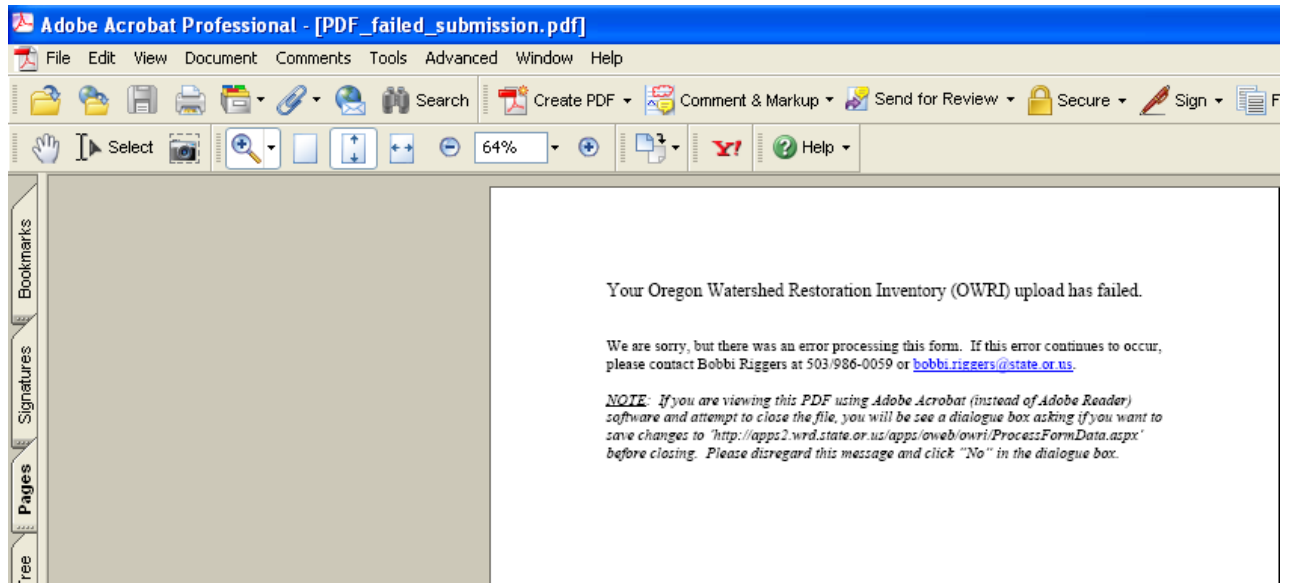 Adobe Acrobat Professional - [PDF_failed_submission.pdf]
File Edit View Document Comments Tools Advanced Window Help
Search Create PDF Comment & Markup Send for Review Secure Sign F
Select 64% Y! Help
Bookmarks
Signatures
Pages
Tree
Your Oregon Watershed Restoration Inventory (OWRI) upload has failed.
We are sorry, but there was an error processing this form. If this error continues to occur,
please contact Bobbi Riggers at 503/986-0059 or bobbi.riggers@state.or.us.
NOTE: If you are viewing this PDF using Adobe Acrobat (instead of Adobe Reader)
software and attempt to close the file, you will be see a dialogue box asking if you want to
save changes to 'http://apps2.wrd.state.or.us/apps/oweb/owri/ProcessFormData.aspx'
before closing. Please disregard this message and click "No" in the dialogue box.